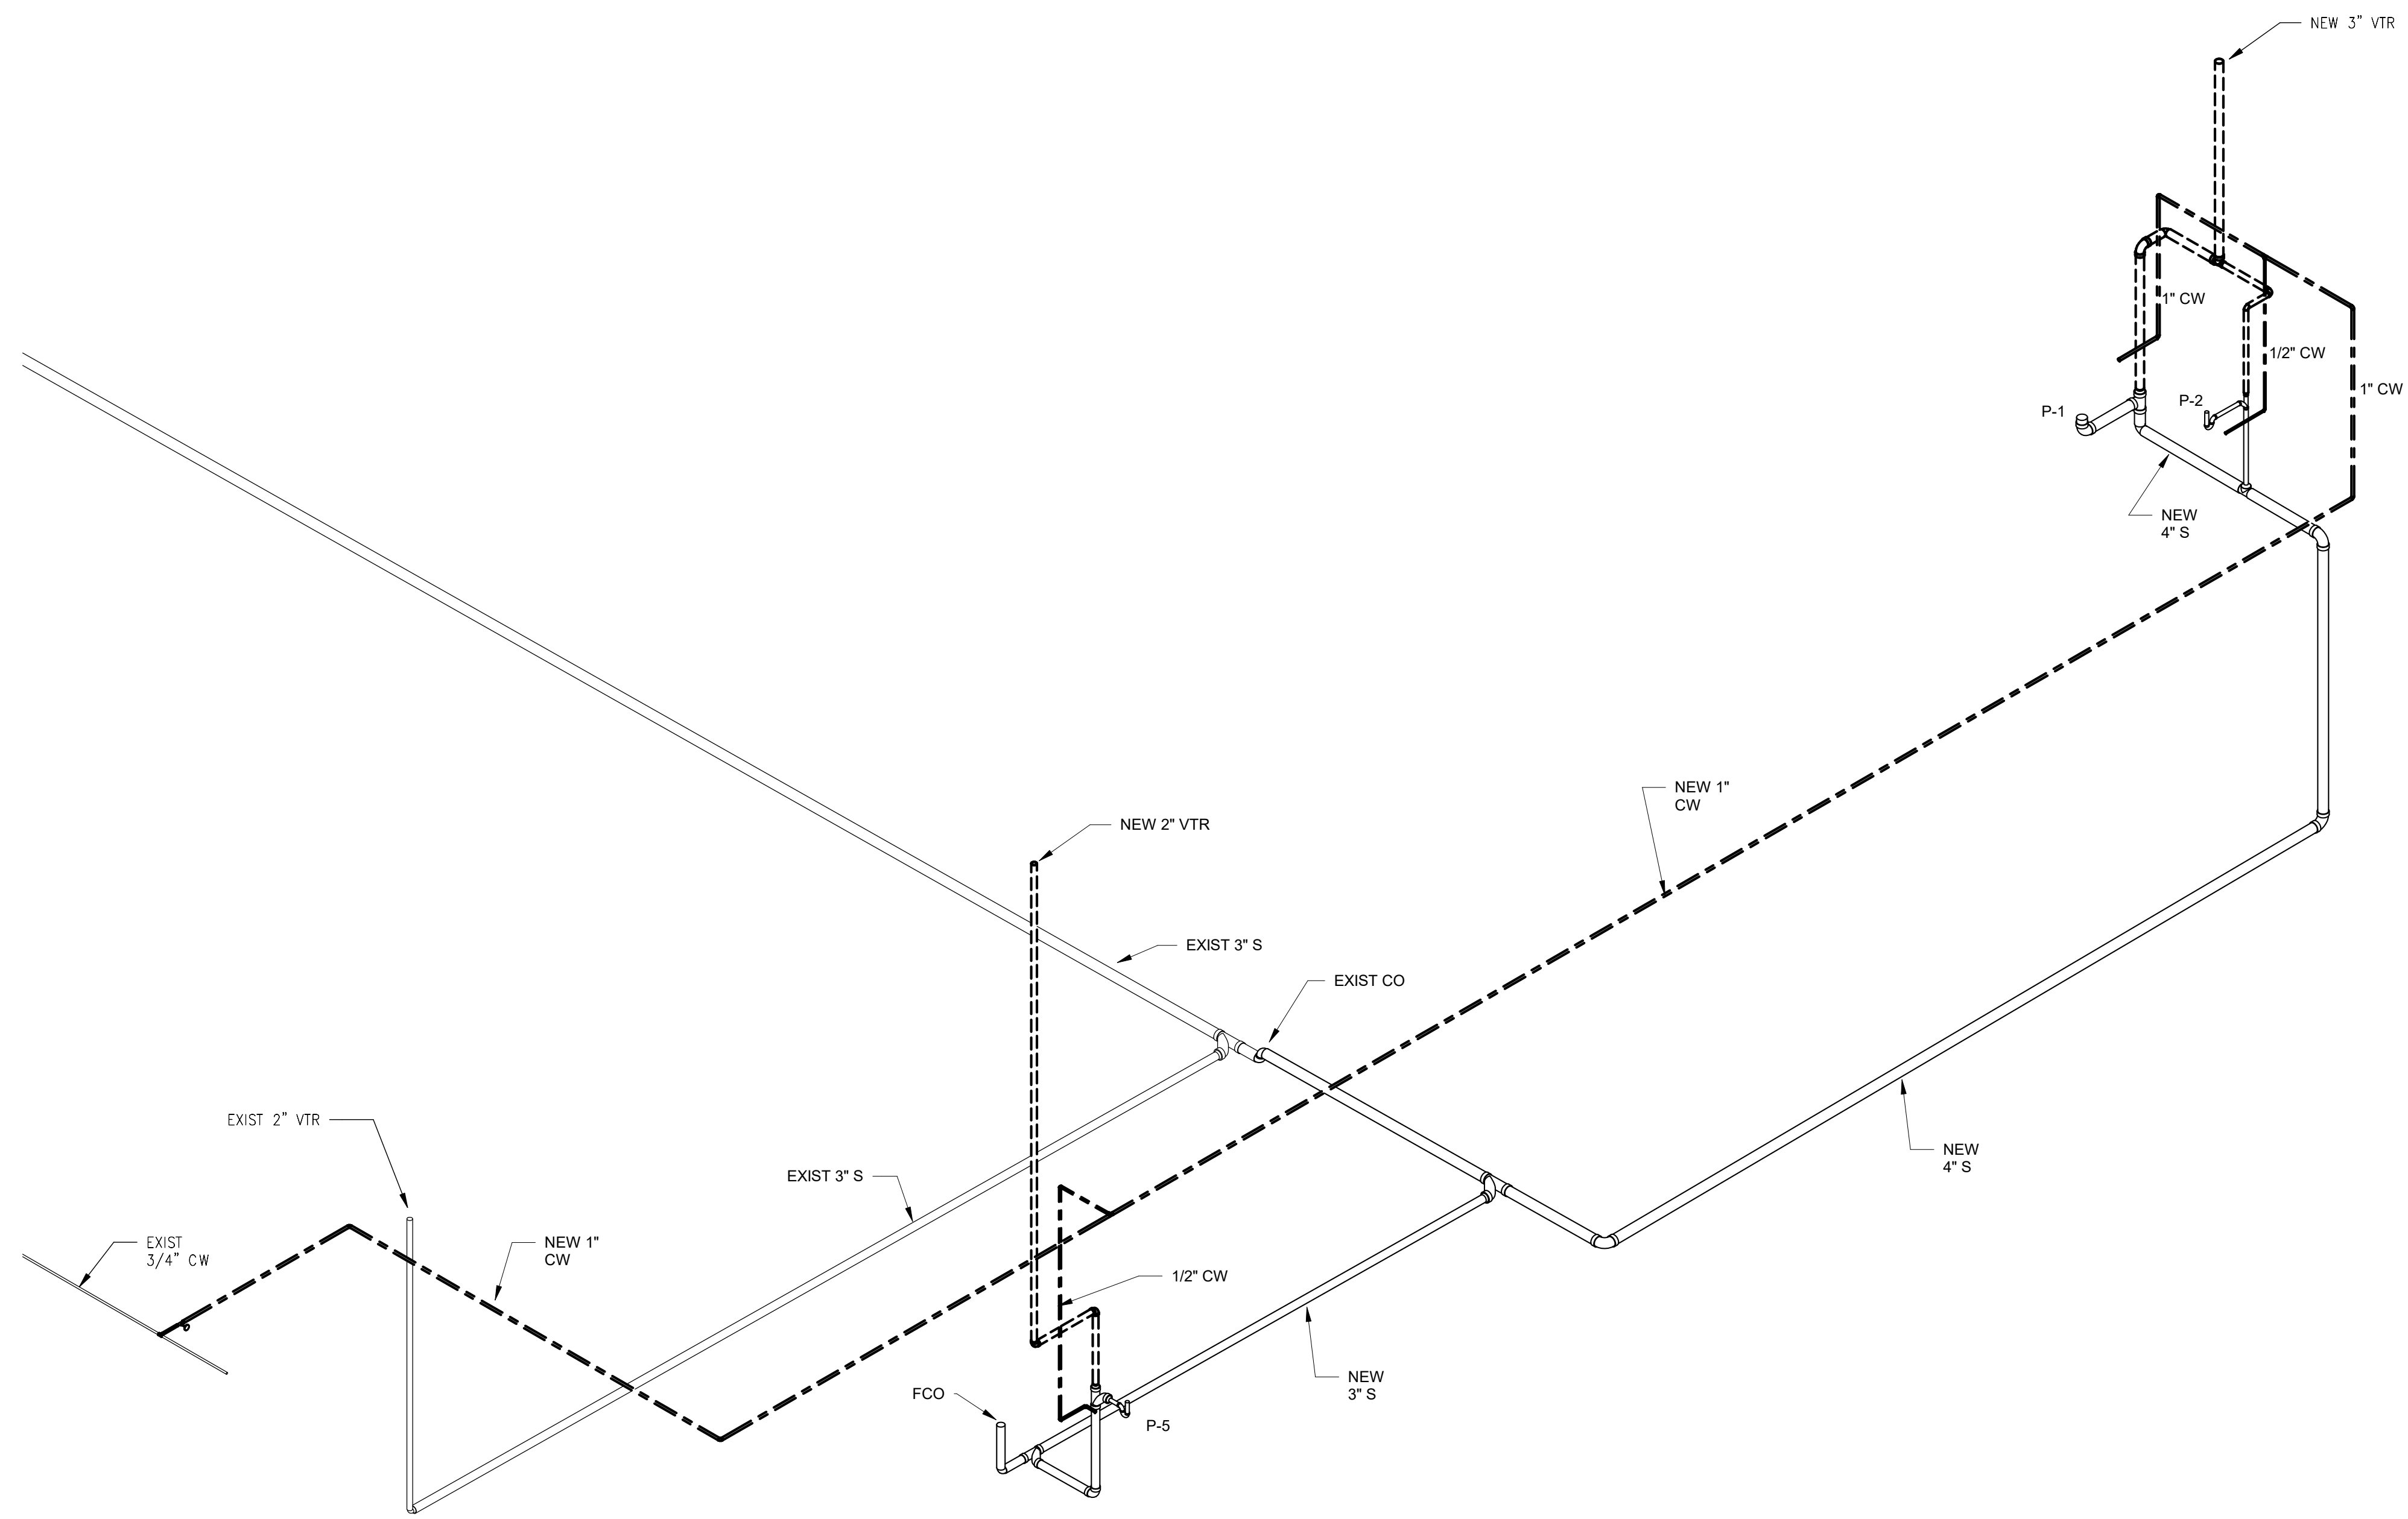 NEW 3" VTR
1" CW
1/2" CW
1" CW
P-1
P-2
NEW
4" S
NEW 1"
CW
NEW 2" VTR
EXIST 3" S
EXIST CO
EXIST 2" VTR
EXIST 3" S
NEW
4" S
EXIST
3/4" CW
NEW 1"
CW
1/2" CW
NEW
3" S
FCO
P-5